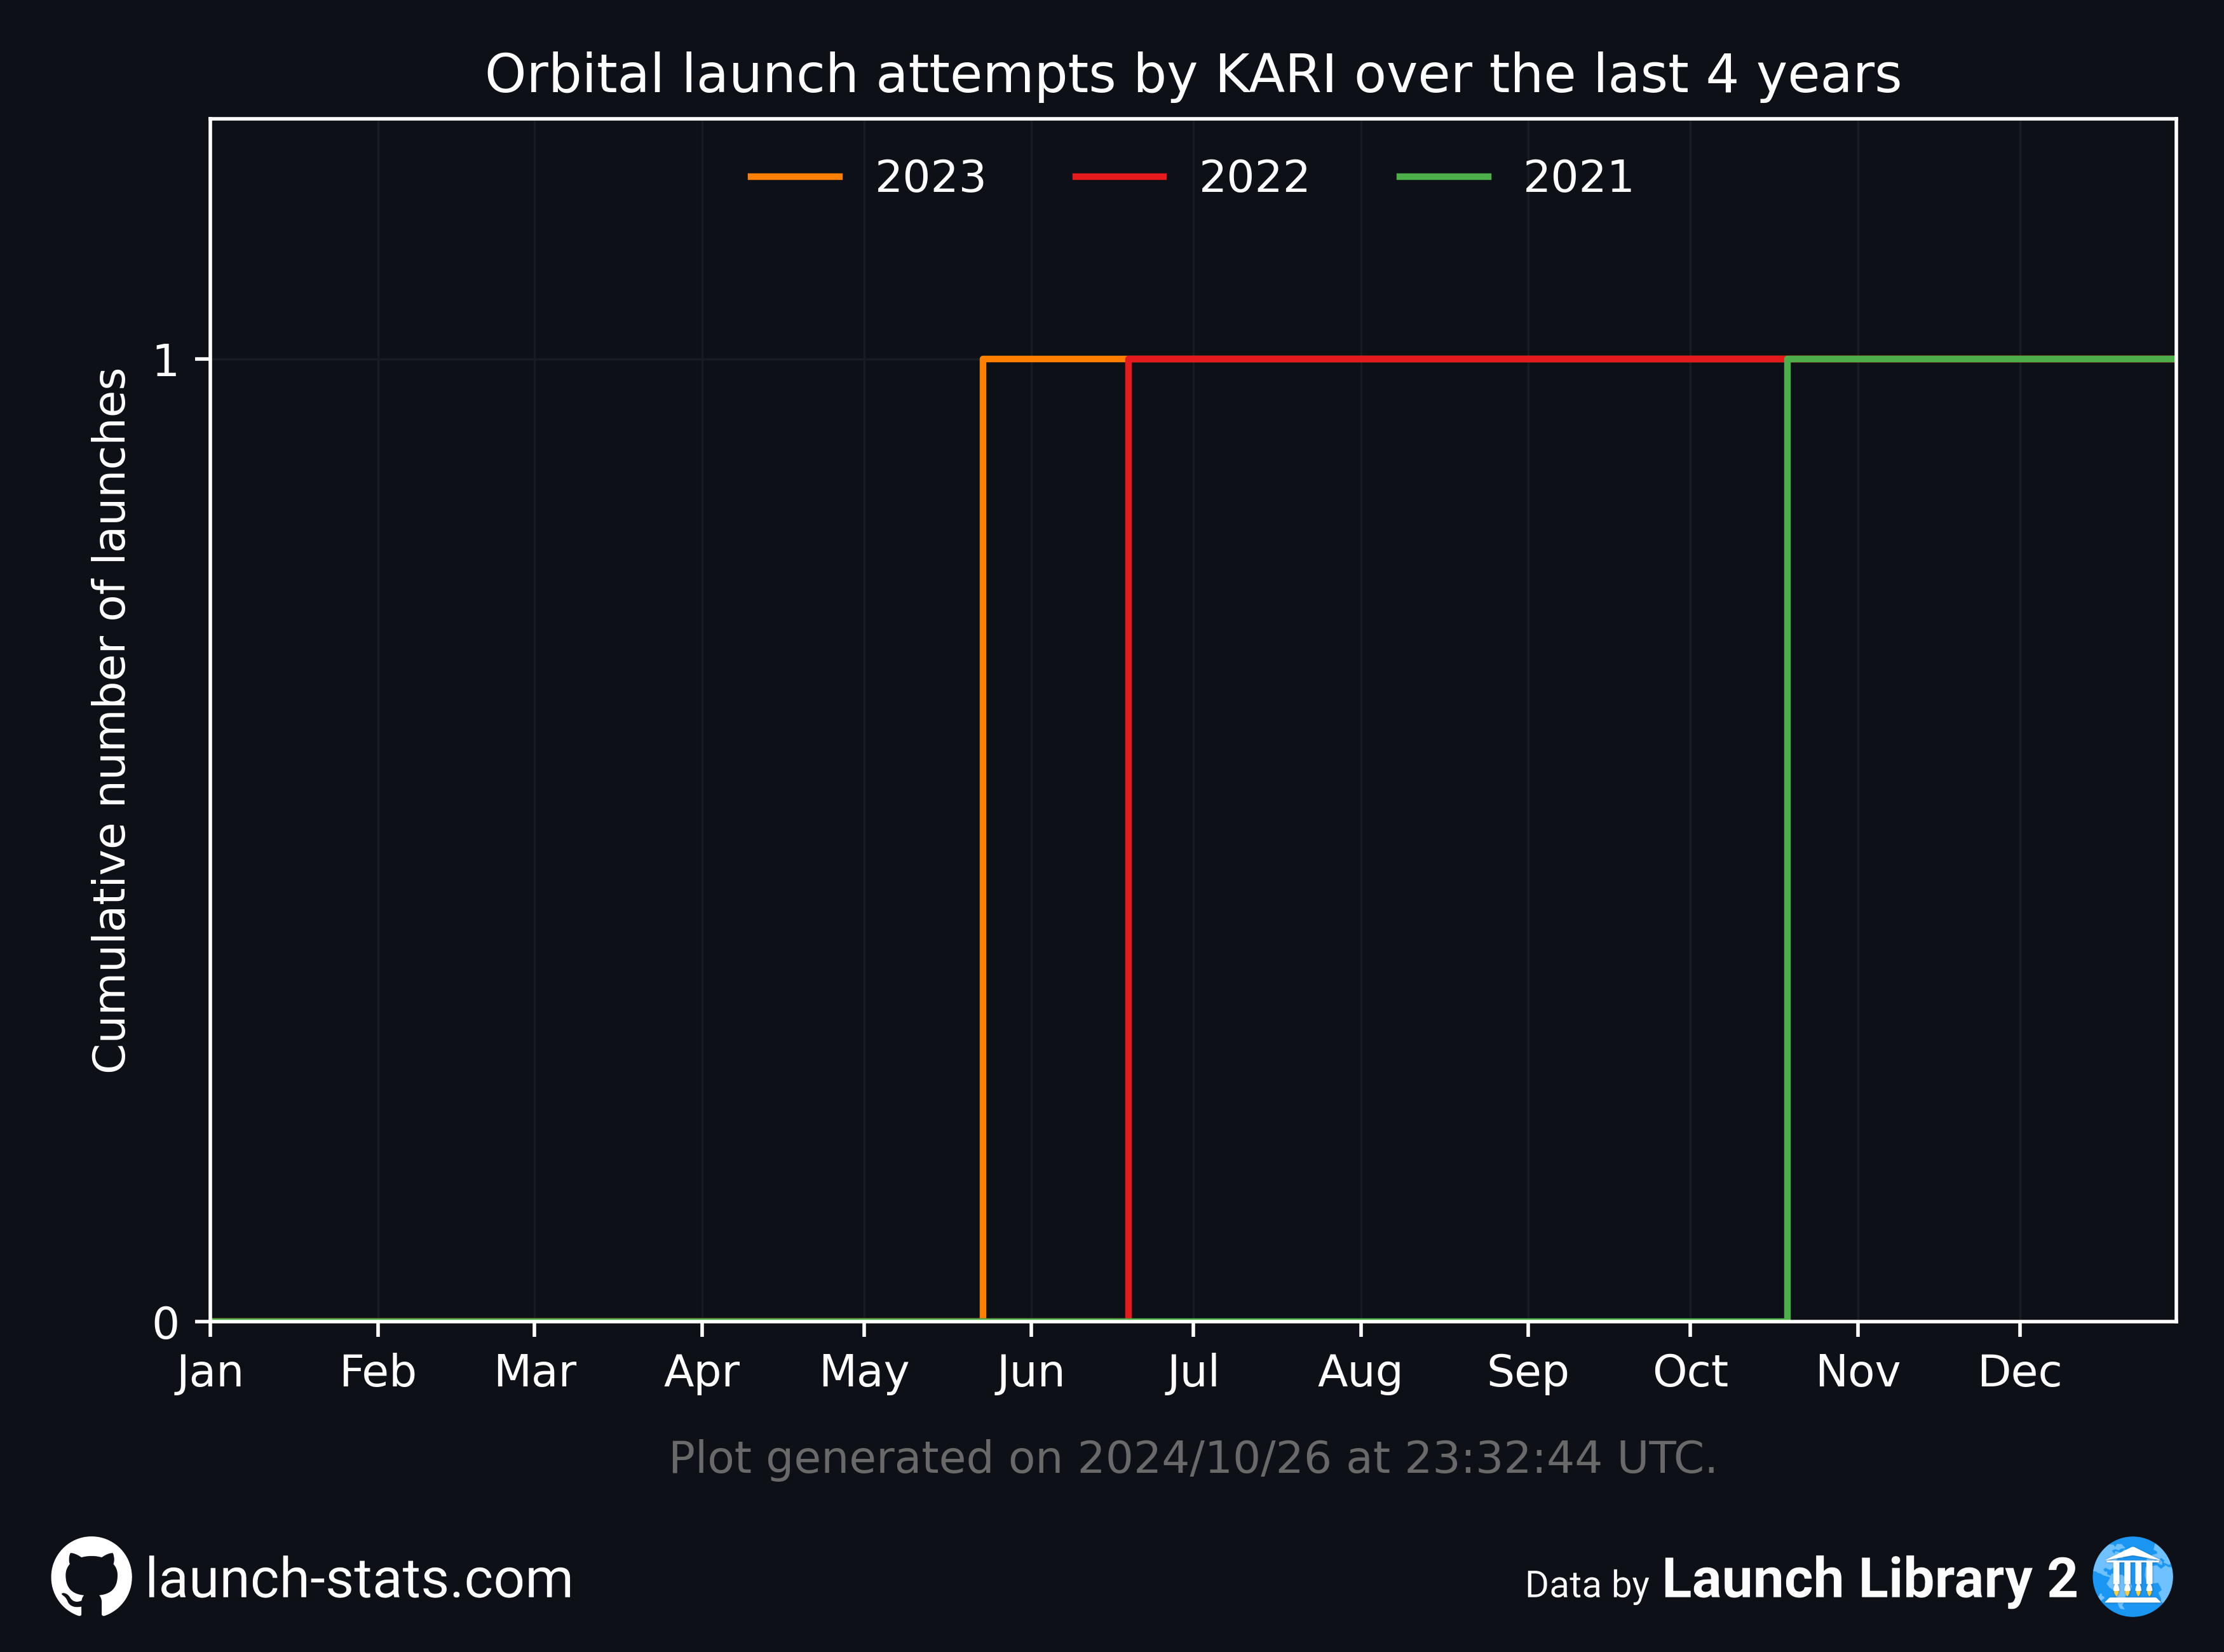 Orbital launch attempts by KARI over the last 4 years
2023 2022 2021
Cumulative number of launches
1
0
Jan Feb Mar Apr May Jun Jul Aug Sep Oct Nov Dec
Plot generated on 2024/10/26 at 23:32:44 UTC.
launch-stats.com
Data by Launch Library 2